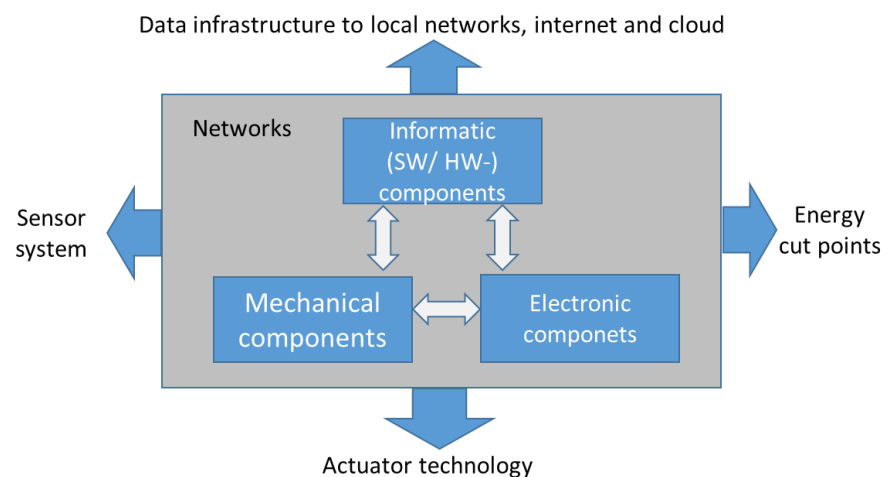 Data infrastructure to local networks, internet and cloud
Networks
Informatic
(SW/ HW-)
components
Sensor
system
Energy
cut points
Mechanical
components
Electronic
componets
Actuator technology